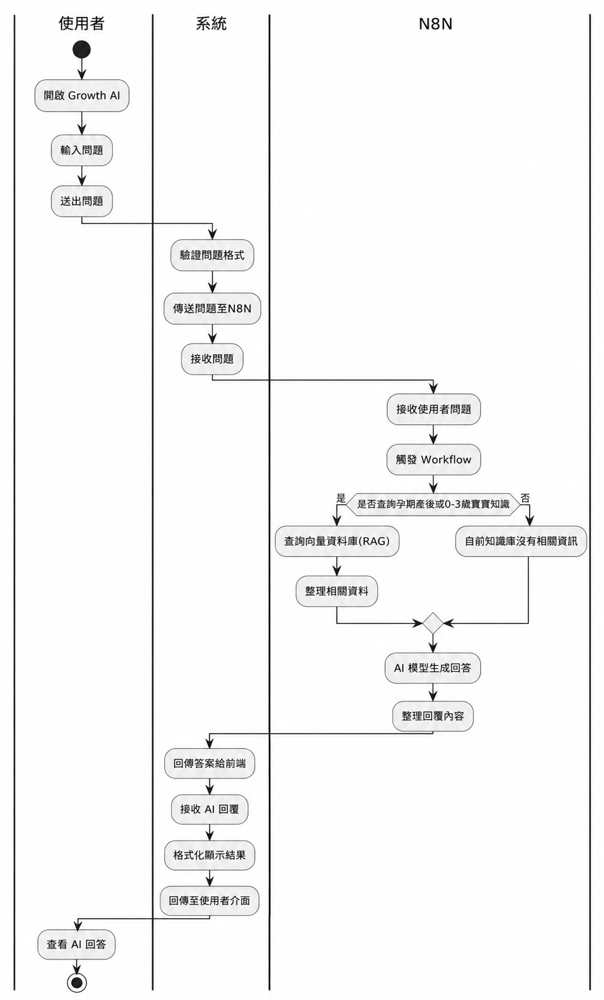 使用者
系統
N8N
開啟 Growth AI
輸入問題
送出問題
驗證問題格式
傳送問題至N8N
接收問題
接收使用者問題
觸發 Workflow
是
是否查詢孕期產後或0-3歲寶寶知識
否
查詢向量資料庫(RAG)
自前知識庫沒有相關資訊
整理相關資料
AI 模型生成回答
整理回覆內容
回傳答案給前端
接收 AI 回覆
格式化顯示結果
回傳至使用者介面
查看 AI 回答